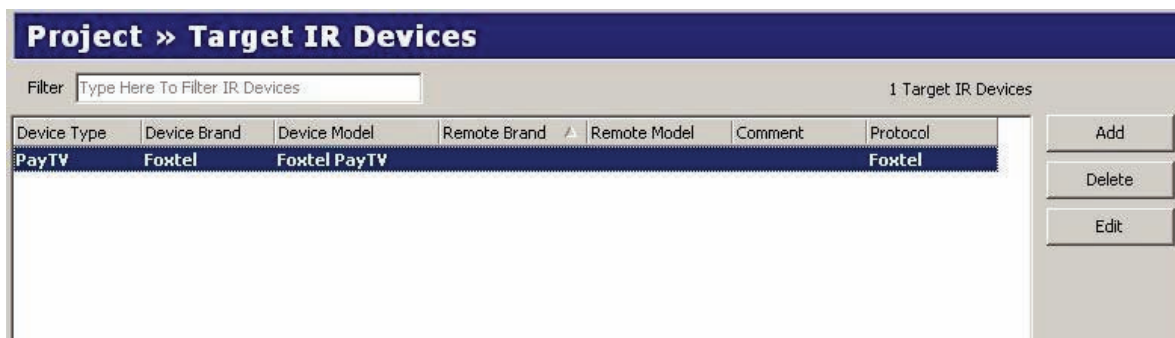 Project » Target IR Devices
Filter Type Here To Filter IR Devices 1 Target IR Devices
Device Type Device Brand Device Model Remote Brand Remote Model Comment Protocol
PayTV Foxtel Foxtel PayTV Foxtel
Add
Delete
Edit